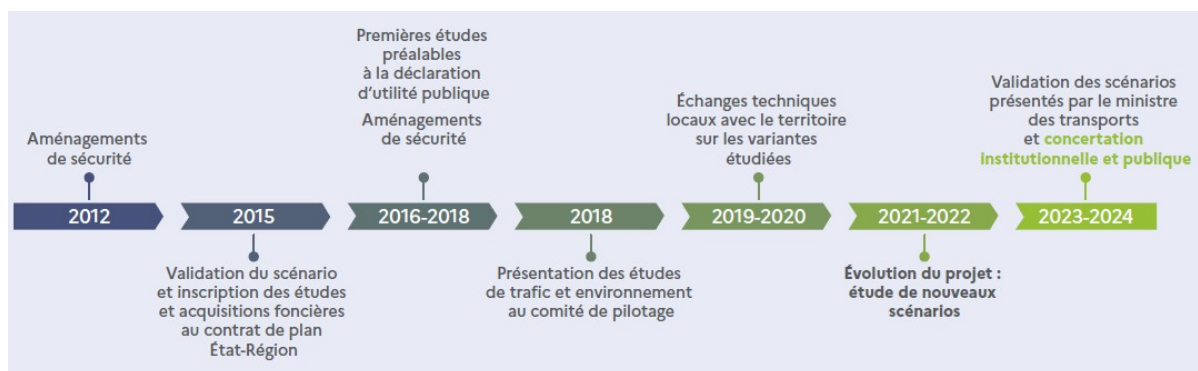 Premières études
préalables
à la déclaration
d'utilité publique
Aménagements
de sécurité
Aménagements
de sécurité
Échanges techniques
locaux avec le territoire
sur les variantes
étudiées
Validation des scénarios
présentés par le ministre
des transports
et concertation
institutionnelle et publique
2012
2015
2016-2018
2018
2019-2020
2021-2022
2023-2024
Validation du scénario
et inscription des études
et acquisitions foncières
au contrat de plan
État-Région
Présentation des études
de trafic et environnement
au comité de pilotage
Évolution du projet :
étude de nouveaux
scénarios